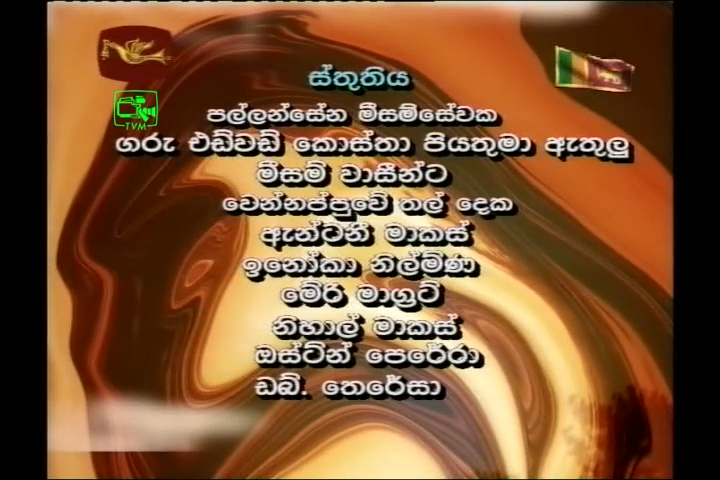 ස්තුතිය
TVM
පල්ලන්සේන මීසම්සේවක
ගරු එඩ්වඩ් කොස්තා පියතුමා ඇතුලු
මීසම් වාසීන්ට
වෙන්නප්පුවේ තල් දෙක
ඇන්ටනී මාකස්
ඉනෝකා නිල්මිණි
මේරි මාග්‍රට්
නිහාල් මාකස්
ඔස්ටින් පෙරේරා
ඩබ්. තෙරේසා